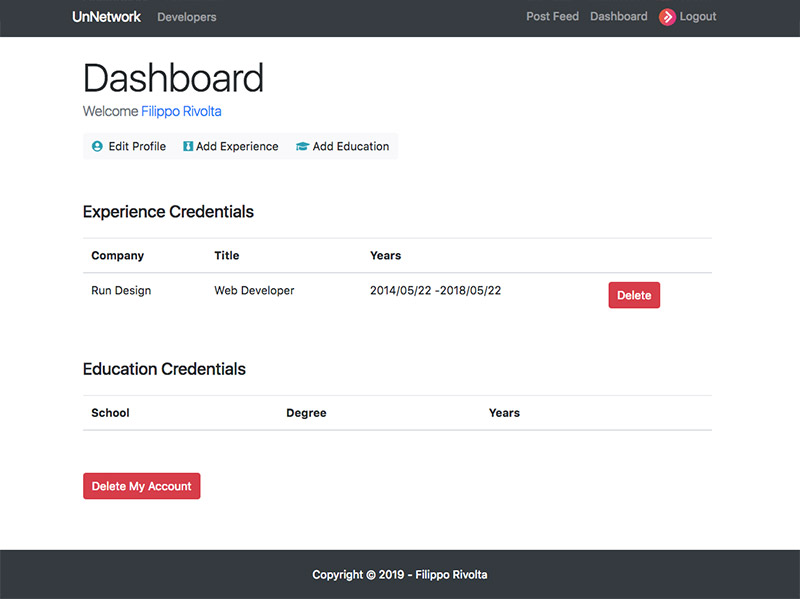 UnNetwork Developers Post Feed Dashboard Logout
Dashboard
Welcome Filippo Rivolta
Edit Profile Add Experience Add Education
Experience Credentials
Company Title Years
Run Design Web Developer 2014/05/22 -2018/05/22 Delete
Education Credentials
School Degree Years
Delete My Account
Copyright © 2019 - Filippo Rivolta